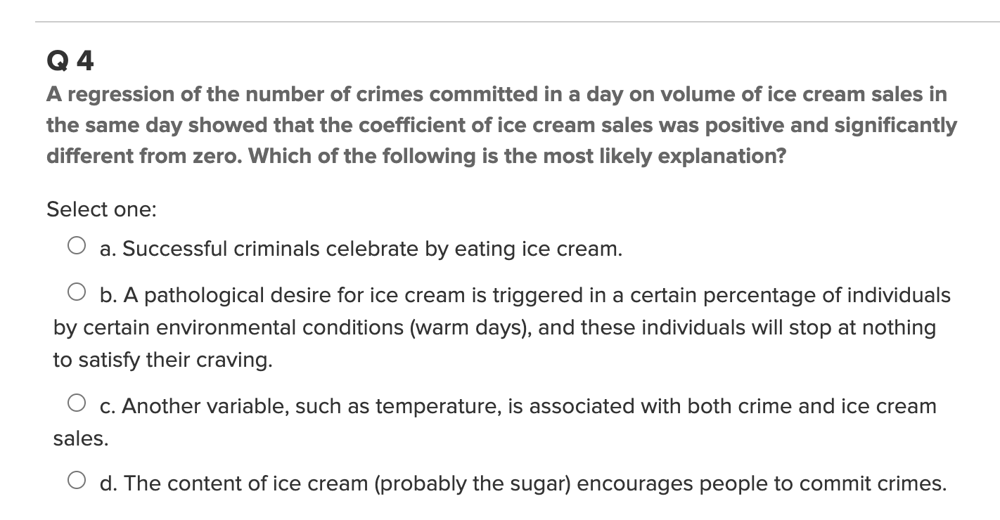 Q 4
A regression of the number of crimes committed in a day on volume of ice cream sales in
the same day showed that the coefficient of ice cream sales was positive and significantly
different from zero. Which of the following is the most likely explanation?
Select one:
a. Successful criminals celebrate by eating ice cream.
b. A pathological desire for ice cream is triggered in a certain percentage of individuals
by certain environmental conditions (warm days), and these individuals will stop at nothing
to satisfy their craving.
c. Another variable, such as temperature, is associated with both crime and ice cream
sales.
d. The content of ice cream (probably the sugar) encourages people to commit crimes.